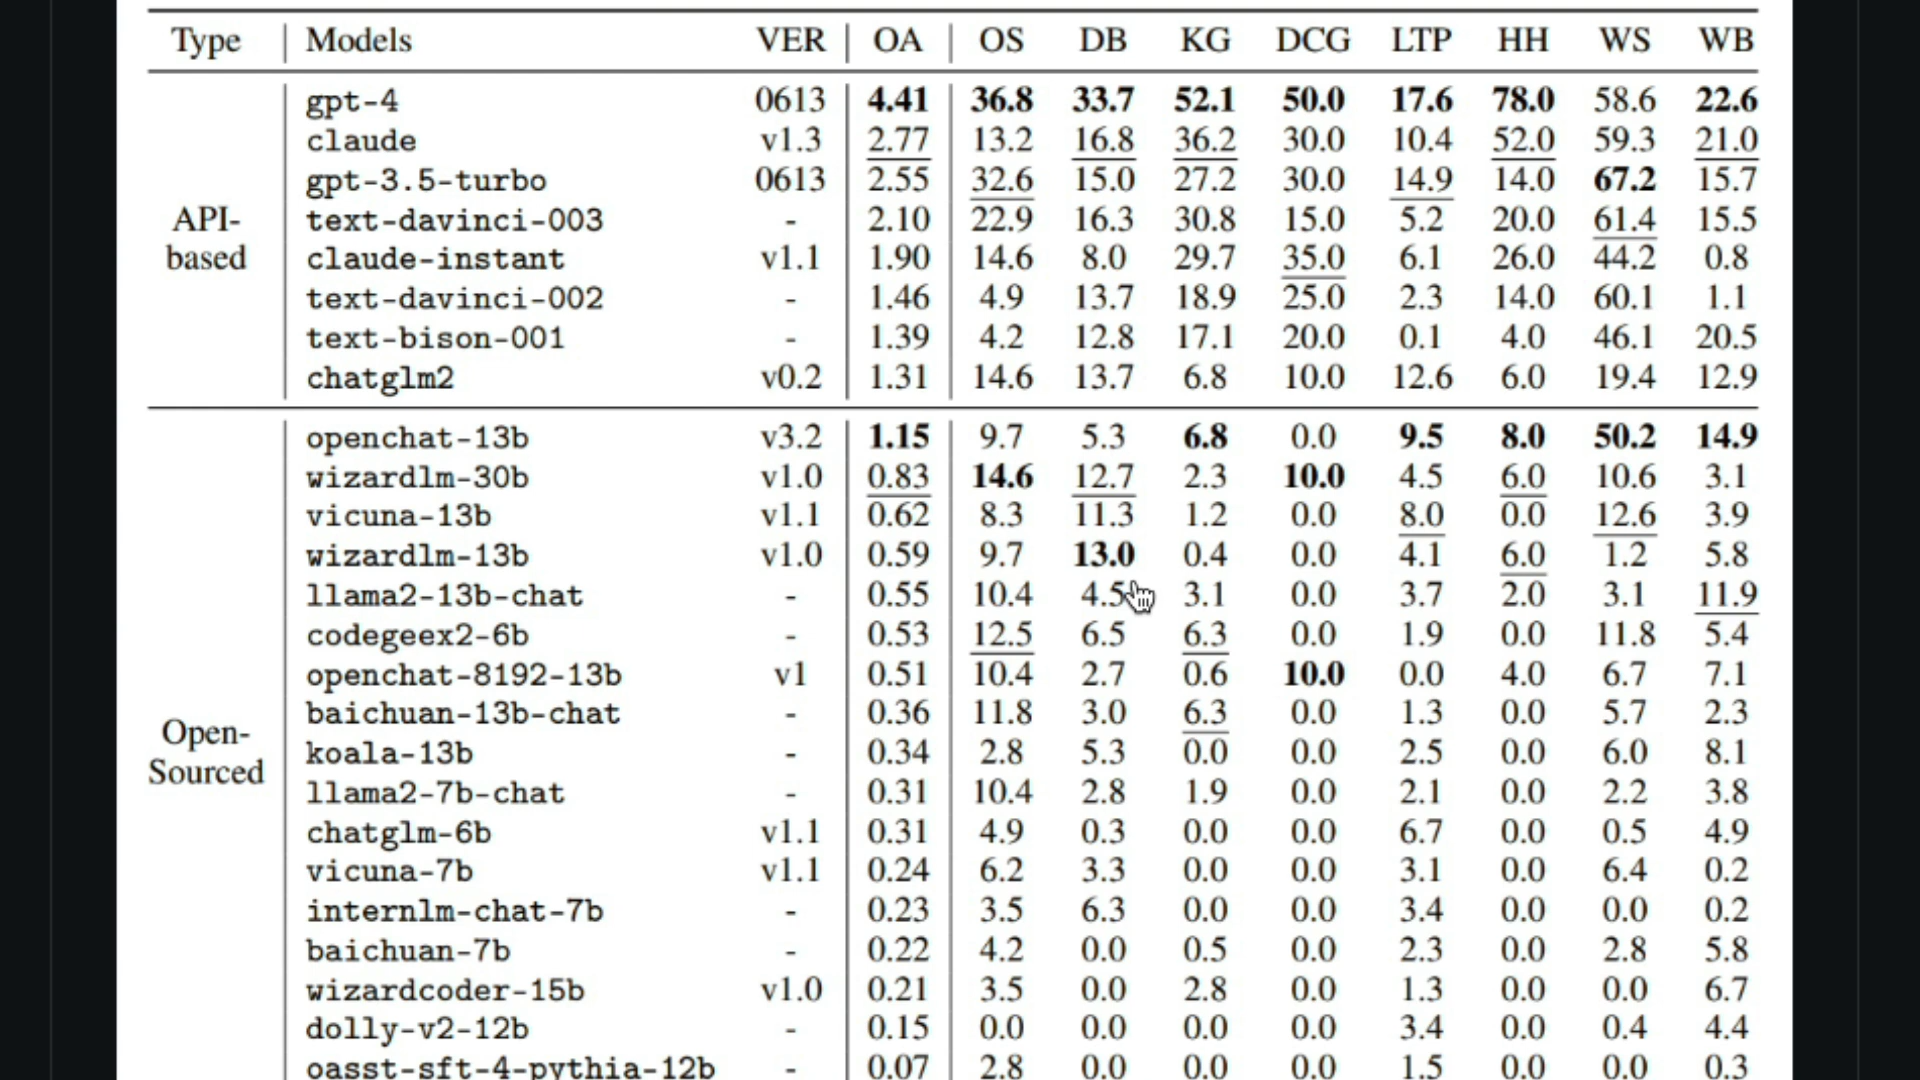 Type Models VER OA OS DB KG DCG LTP HH WS WB
gpt-4 0613 4.41 36.8 33.7 52.1 50.0 17.6 78.0 58.6 22.6
claude v1.3 2.77 13.2 16.8 36.2 30.0 10.4 52.0 59.3 21.0
gpt-3.5-turbo 0613 2.55 32.6 15.0 27.2 30.0 14.9 14.0 67.2 15.7
API- text-davinci-003 - 2.10 22.9 16.3 30.8 15.0 5.2 20.0 61.4 15.5
based claude-instant v1.1 1.90 14.6 8.0 29.7 35.0 6.1 26.0 44.2 0.8
text-davinci-002 - 1.46 4.9 13.7 18.9 25.0 2.3 14.0 60.1 1.1
text-bison-001 - 1.39 4.2 12.8 17.1 20.0 0.1 4.0 46.1 20.5
chatglm2 v0.2 1.31 14.6 13.7 6.8 10.0 12.6 6.0 19.4 12.9
openchat-13b v3.2 1.15 9.7 5.3 6.8 0.0 9.5 8.0 50.2 14.9
wizardlm-30b v1.0 0.83 14.6 12.7 2.3 10.0 4.5 6.0 10.6 3.1
vicuna-13b v1.1 0.62 8.3 11.3 1.2 0.0 8.0 0.0 12.6 3.9
wizardlm-13b v1.0 0.59 9.7 13.0 0.4 0.0 4.1 6.0 1.2 5.8
llama2-13b-chat - 0.55 10.4 4.5 3.1 0.0 3.7 2.0 3.1 11.9
codegeex2-6b - 0.53 12.5 6.5 6.3 0.0 1.9 0.0 11.8 5.4
openchat-8192-13b v1 0.51 10.4 2.7 0.6 10.0 0.0 4.0 6.7 7.1
baichuan-13b-chat - 0.36 11.8 3.0 6.3 0.0 1.3 0.0 5.7 2.3
Open-
koala-13b - 0.34 2.8 5.3 0.0 0.0 2.5 0.0 6.0 8.1
Sourced
llama2-7b-chat - 0.31 10.4 2.8 1.9 0.0 2.1 0.0 2.2 3.8
chatglm-6b v1.1 0.31 4.9 0.3 0.0 0.0 6.7 0.0 0.5 4.9
vicuna-7b v1.1 0.24 6.2 3.3 0.0 0.0 3.1 0.0 6.4 0.2
internlm-chat-7b - 0.23 3.5 6.3 0.0 0.0 3.4 0.0 0.0 0.2
baichuan-7b - 0.22 4.2 0.0 0.5 0.0 2.3 0.0 2.8 5.8
wizardcoder-15b v1.0 0.21 3.5 0.0 2.8 0.0 1.3 0.0 0.0 6.7
dolly-v2-12b - 0.15 0.0 0.0 0.0 0.0 3.4 0.0 0.4 4.4
oasst-sft-4-pythia-12b - 0.07 2.8 0.0 0.0 0.0 1.5 0.0 0.0 0.3